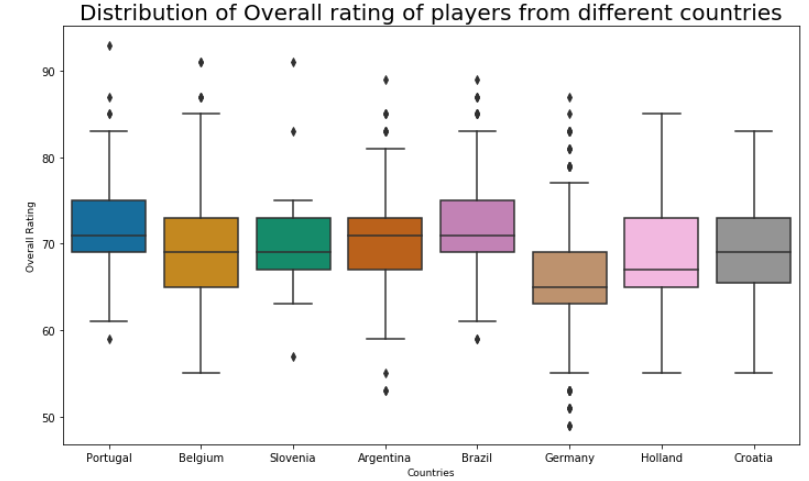 Distribution of Overall rating of players from different countries
90
80
70
60
50
Overall Rating
Portugal Belgium Slovenia Argentina Brazil Germany Holland Croatia
Countries